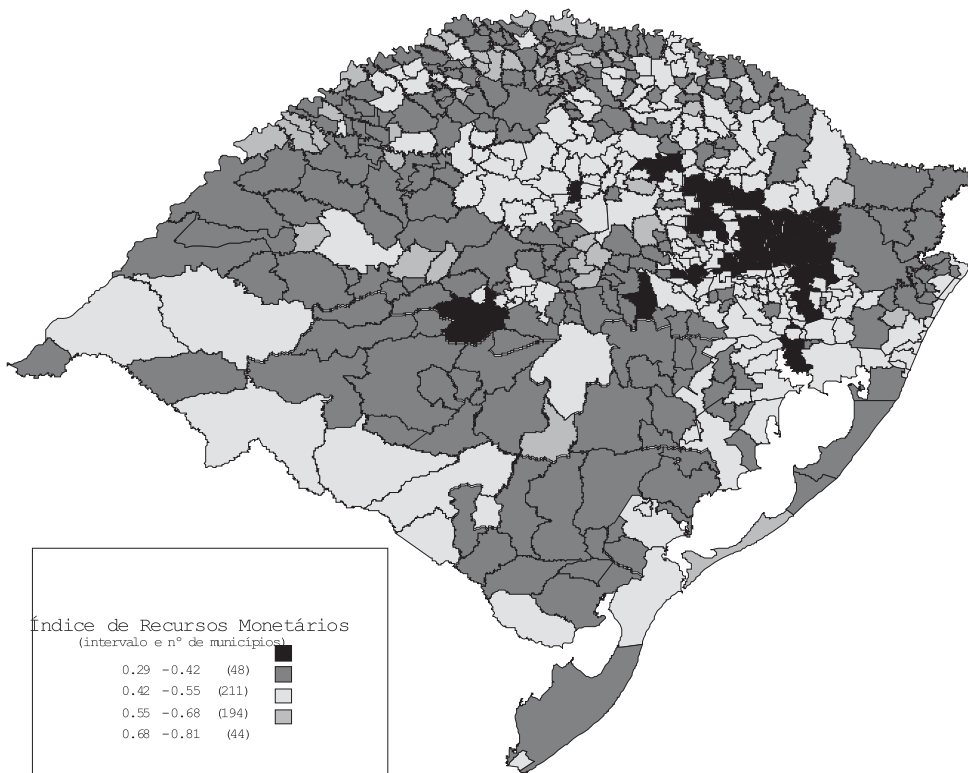 Índice de Recursos Monetários
(intervalo e nº de municípios)
0.29 -0.42 (48)
0.42 -0.55 (211)
0.55 -0.68 (194)
0.68 -0.81 (44)